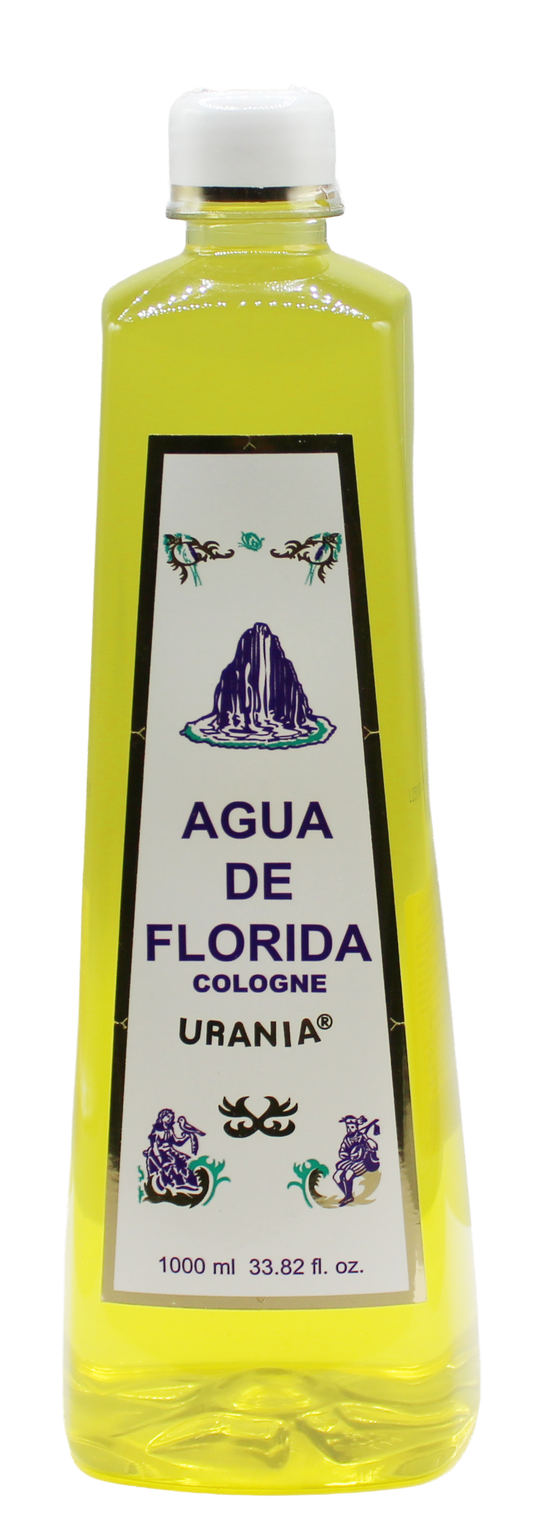 AGUA
DE
FLORIDA
COLOGNE
URANIA®
1000 ml 33.82 fl. oz.